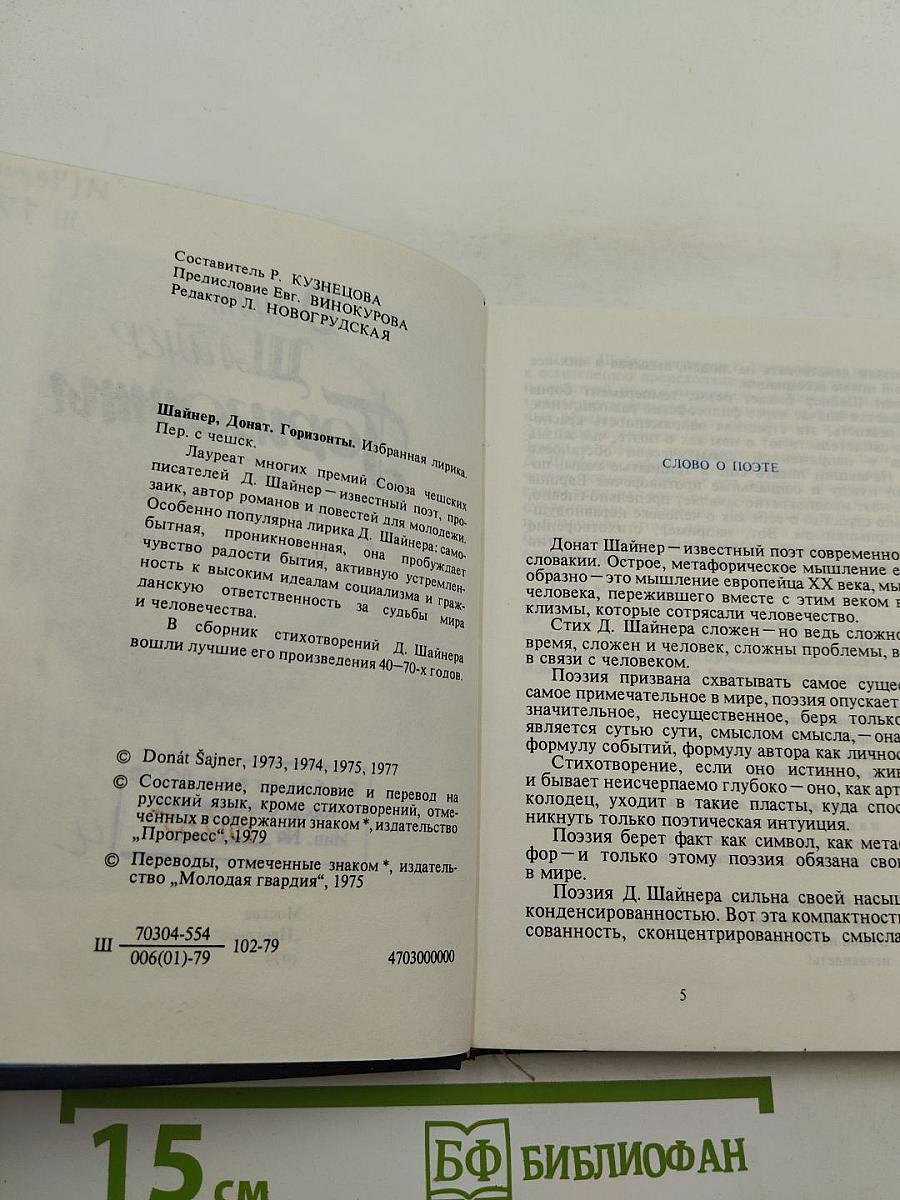 Составитель Р. КУЗНЕЦОВА
Предисловие Евг. ВИНОКУРОВА
Редактор Л. НОВОГРУДСКАЯ
Шайнер, Донат. Горизонты. Избранная лирика.
Пер. с чешск.
Лауреат многих премий Союза чешских
писателей Д. Шайнер — известный поэт, про-
заик, автор романов и повестей для молодежи.
Особенно популярна лирика Д. Шайнера: само-
бытная, проникновенная, она пробуждает
чувство радости бытия, активную устремлен-
ность к высоким идеалам социализма и граж-
данскую ответственность за судьбы мира
и человечества.
В сборник стихотворений Д. Шайнера
вошли лучшие его произведения 40—70-х годов.
© Donát Šajner, 1973, 1974, 1975, 1977
© Составление, предисловие и перевод на
русский язык, кроме стихотворений, отме-
ченных в содержании знаком *, издательство
„Прогресс“, 1979
© Переводы, отмеченные знаком *, издатель-
ство „Молодая гвардия“, 1975
Ш 70304-554
006(01)-79 102-79
4703000000
СЛОВО О ПОЭТЕ
Донат Шайнер — известный поэт современно
словакии. Острое, метафорическое мышление е
образно — это мышление европейца XX века, мы
человека, пережившего вместе с этим веком в
клизмы, которые сотрясали человечество.
Стих Д. Шайнера сложен — но ведь сложно
время, сложен и человек, сложны проблемы, в
в связи с человеком.
Поэзия призвана схватывать самое сущес
самое примечательное в мире, поэзия опускает
значительное, несущественное, беря только
является сутью сути, смыслом смысла, — она
формулу событий, формулу автора как личнос
Стихотворение, если оно истинно, жив
и бывает неисчерпаемо глубоко — оно, как арт
колодец, уходит в такие пласты, куда спос
никнуть только поэтическая интуиция.
Поэзия берет факт как символ, как мета
фор — и только этому поэзия обязана сво
в мире.
Поэзия Д. Шайнера сильна своей насыщ
конденсированностью. Вот эта компактност
сованность, сконцентрированность смысла
5
15 см
БФ БИБЛИОФАН